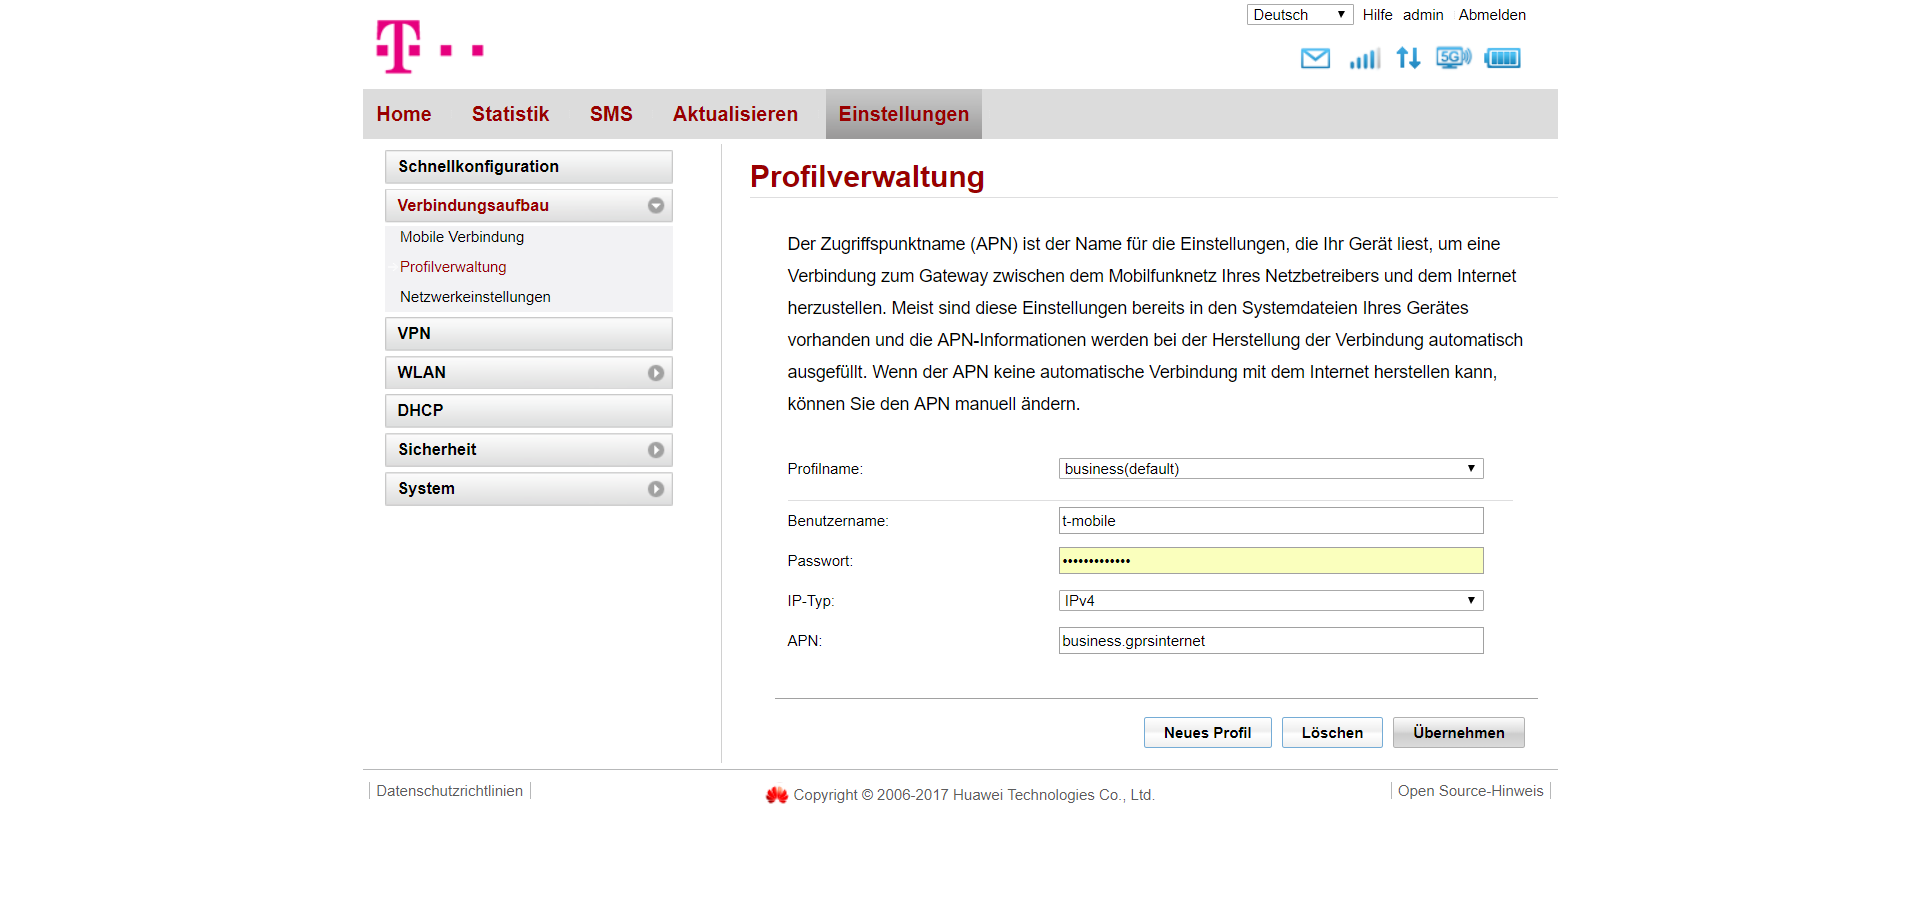 Deutsch Hilfe admin Abmelden
T
5G
Home Statistik SMS Aktualisieren Einstellungen
Schnellkonfiguration
Verbindungsaufbau
Mobile Verbindung
Profilverwaltung
Netzwerkeinstellungen
VPN
WLAN
DHCP
Sicherheit
System
Profilverwaltung
Der Zugriffspunktname (APN) ist der Name für die Einstellungen, die Ihr Gerät liest, um eine
Verbindung zum Gateway zwischen dem Mobilfunknetz Ihres Netzbetreibers und dem Internet
herzustellen. Meist sind diese Einstellungen bereits in den Systemdateien Ihres Gerätes
vorhanden und die APN-Informationen werden bei der Herstellung der Verbindung automatisch
ausgefüllt. Wenn der APN keine automatische Verbindung mit dem Internet herstellen kann,
können Sie den APN manuell ändern.
Profilname: business(default)
Benutzername: t-mobile
Passwort: •••••••••••••
IP-Typ: IPv4
APN: business.gprsinternet
Neues Profil Löschen Übernehmen
Datenschutzrichtlinien Copyright © 2006-2017 Huawei Technologies Co., Ltd. Open Source-Hinweis